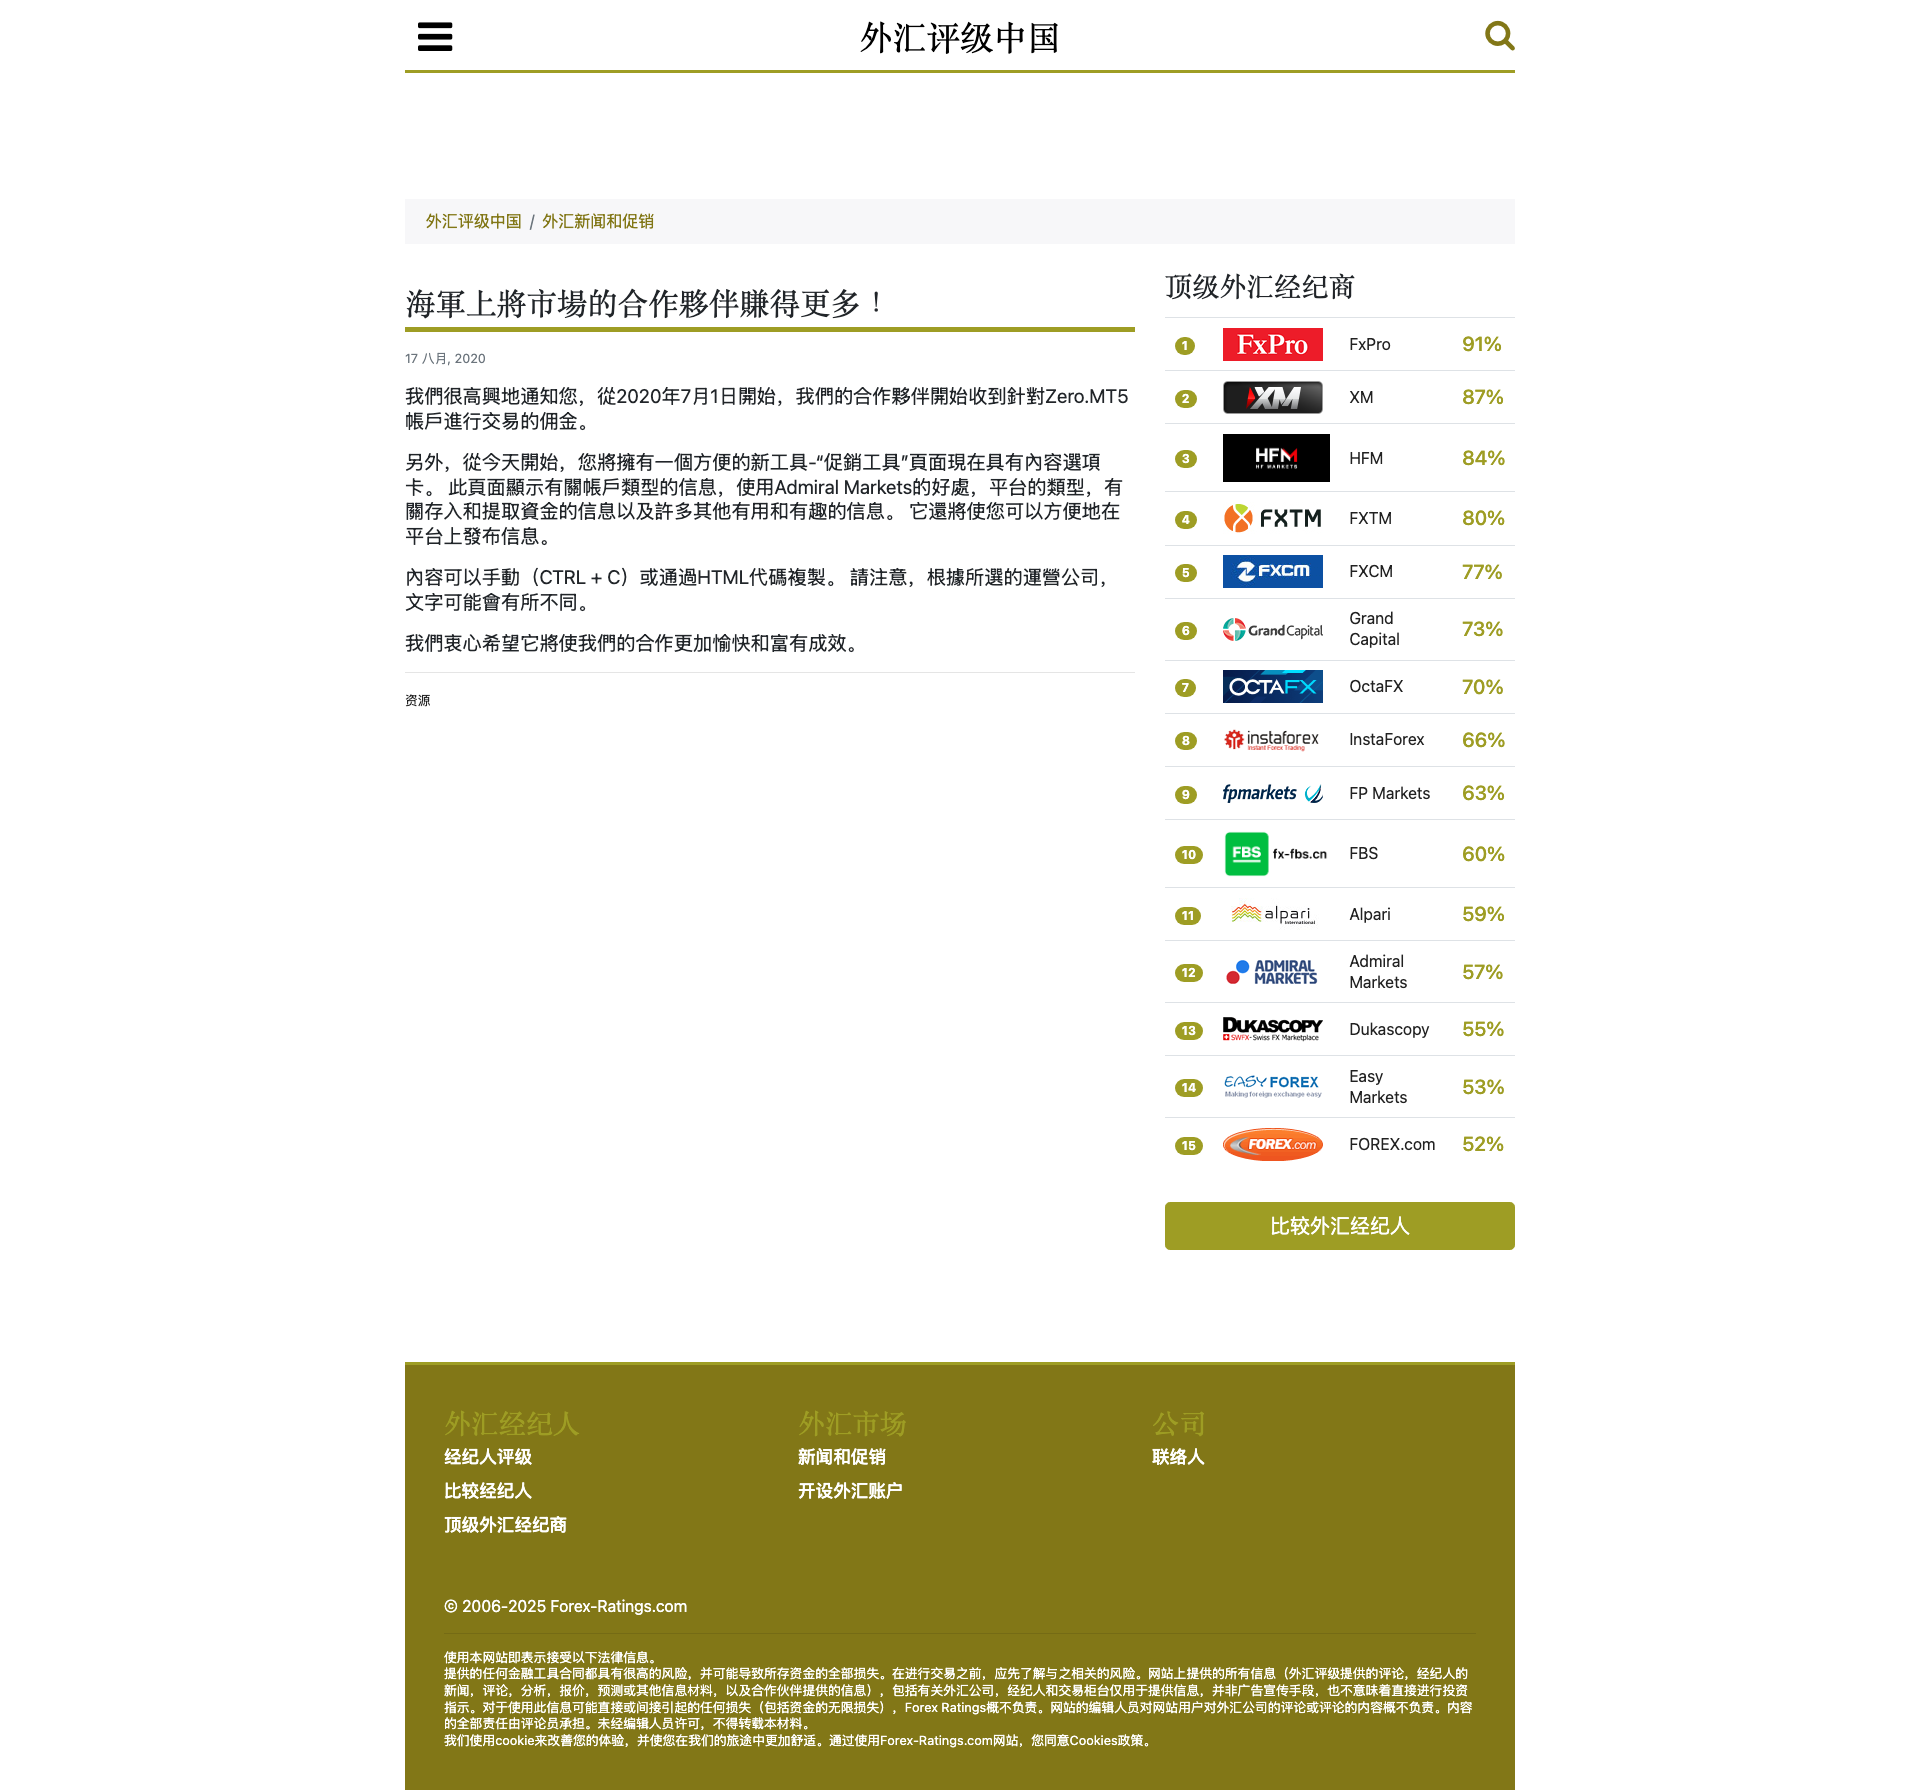 外汇评级中国
外汇评级中国 / 外汇新闻和促销
海軍上將市場的合作夥伴賺得更多！
17 八月, 2020
我們很高興地通知您，從2020年7月1日開始，我們的合作夥伴開始收到針對Zero.MT5
帳戶進行交易的佣金。
另外，從今天開始，您將擁有一個方便的新工具-“促銷工具”頁面現在具有內容選項
卡。 此頁面顯示有關帳戶類型的信息，使用Admiral Markets的好處，平台的類型，有
關存入和提取資金的信息以及許多其他有用和有趣的信息。 它還將使您可以方便地在
平台上發布信息。
內容可以手動（CTRL + C）或通過HTML代碼複製。 請注意，根據所選的運營公司，
文字可能會有所不同。
我們衷心希望它將使我們的合作更加愉快和富有成效。
资源
顶级外汇经纪商
1 FxPro FxPro 91%
2 XM XM 87%
3 HFM HF MARKETS HFM 84%
4 FXTM FXTM 80%
5 FXCM FXCM 77%
6 GrandCapital Grand Capital 73%
7 OCTAFX OctaFX 70%
8 instaforex Instant Forex Trading InstaForex 66%
9 fpmarkets FP Markets 63%
10 FBS fx-fbs.cn FBS 60%
11 alpari International Alpari 59%
12 ADMIRAL MARKETS Admiral Markets 57%
13 DUKASCOPY SWFX- Swiss FX Marketplace Dukascopy 55%
14 EASY FOREX Making foreign exchange easy Easy Markets 53%
15 FOREX.com FOREX.com 52%
比较外汇经纪人
外汇经纪人
经纪人评级
比较经纪人
顶级外汇经纪商
外汇市场
新闻和促销
开设外汇账户
公司
联络人
© 2006-2025 Forex-Ratings.com
使用本网站即表示接受以下法律信息。
提供的任何金融工具合同都具有很高的风险，并可能导致所存资金的全部损失。在进行交易之前，应先了解与之相关的风险。网站上提供的所有信息（外汇评级提供的评论，经纪人的
新闻，评论，分析，报价，预测或其他信息材料，以及合作伙伴提供的信息），包括有关外汇公司，经纪人和交易柜台仅用于提供信息，并非广告宣传手段，也不意味着直接进行投资
指示。对于使用此信息可能直接或间接引起的任何损失（包括资金的无限损失），Forex Ratings概不负责。网站的编辑人员对网站用户对外汇公司的评论或评论的内容概不负责。内容
的全部责任由评论员承担。未经编辑人员许可，不得转载本材料。
我们使用cookie来改善您的体验，并使您在我们的旅途中更加舒适。通过使用Forex-Ratings.com网站，您同意Cookies政策。